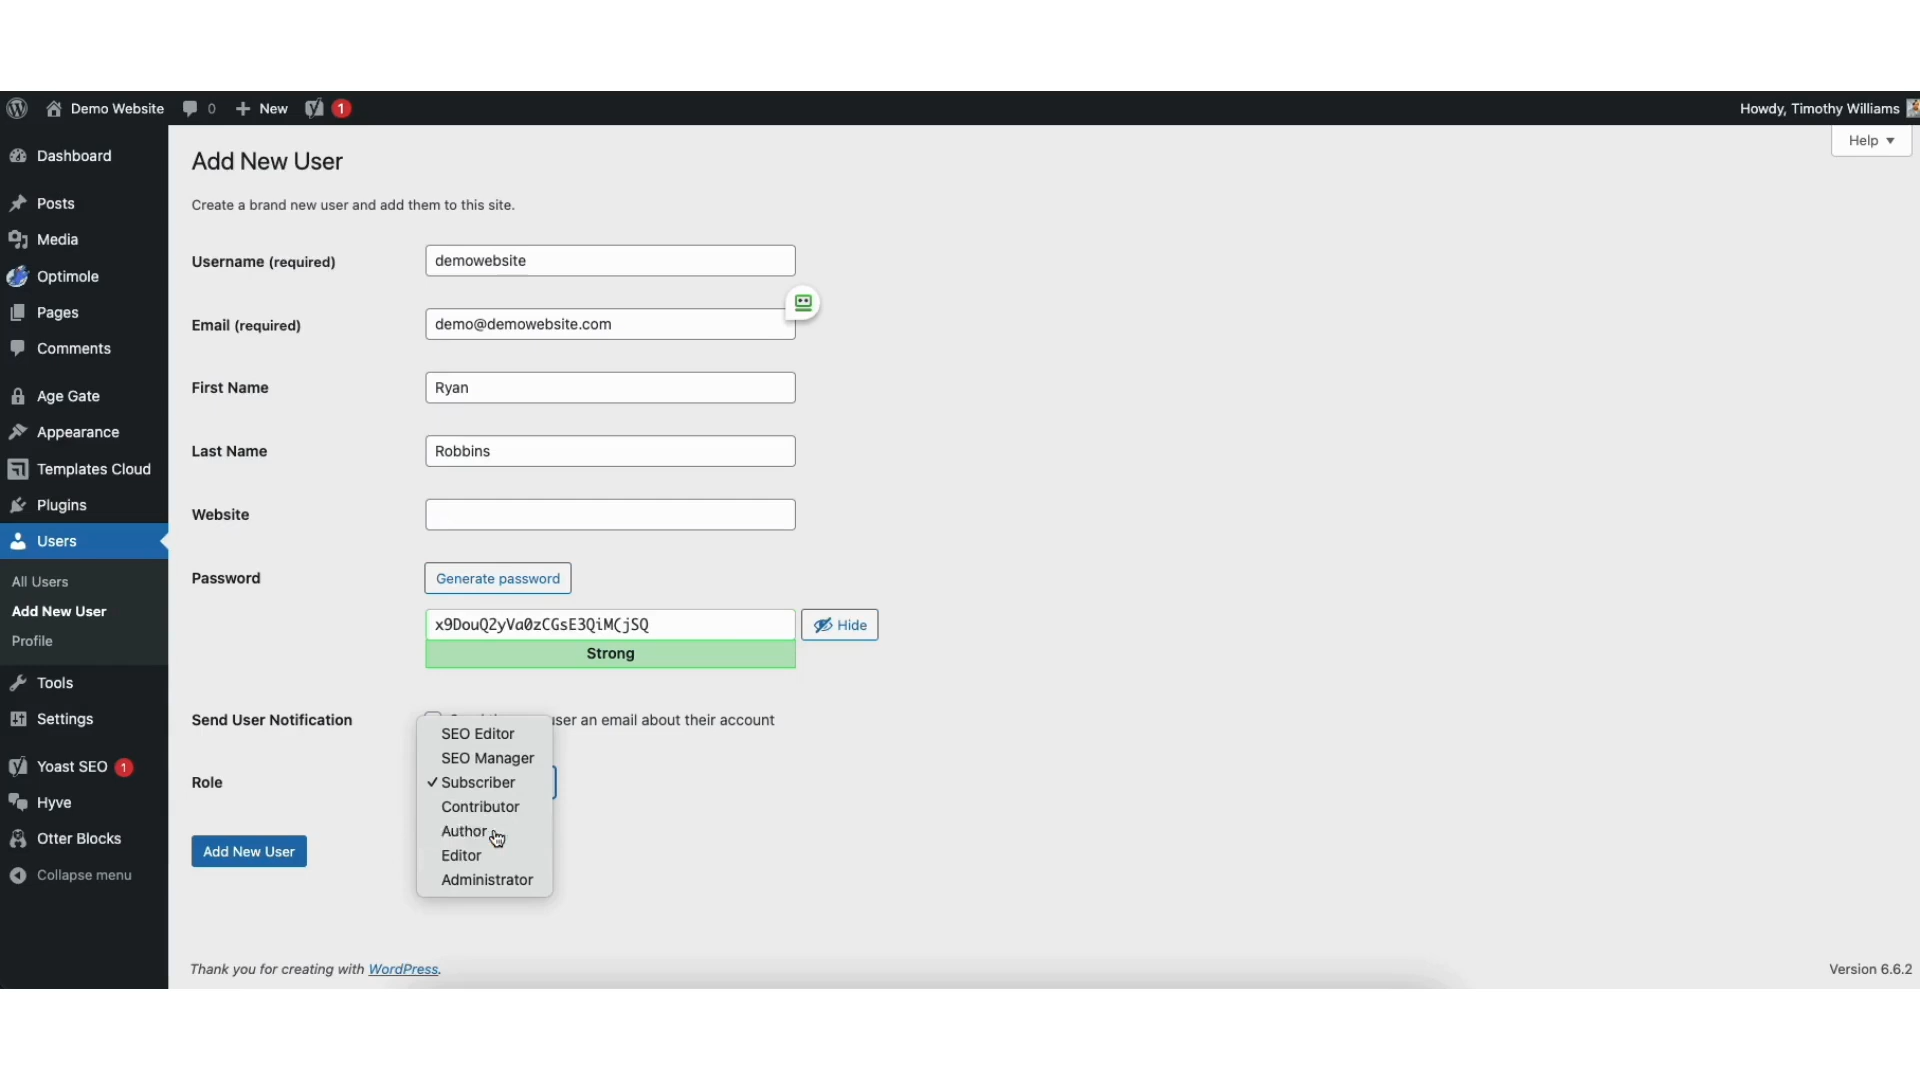 Demo Website 0 New 1 Howdy, Timothy Williams
Help
Dashboard
Posts
Media
Optimole
Pages
Comments
Age Gate
Appearance
Templates Cloud
Plugins
Users
All Users
Add New User
Profile
Tools
Settings
Yoast SEO 1
Hyve
Otter Blocks
Collapse menu
Add New User
Create a brand new user and add them to this site.
Username (required) demowebsite
Email (required) demo@demowebsite.com
First Name Ryan
Last Name Robbins
Website
Password Generate password
x9DouQ2yVa0zCGsE3QiM(jSQ Hide
Strong
Send User Notification user an email about their account
SEO Editor
SEO Manager
Role ✓ Subscriber
Contributor
Author
Editor
Administrator
Add New User
Thank you for creating with WordPress. Version 6.6.2